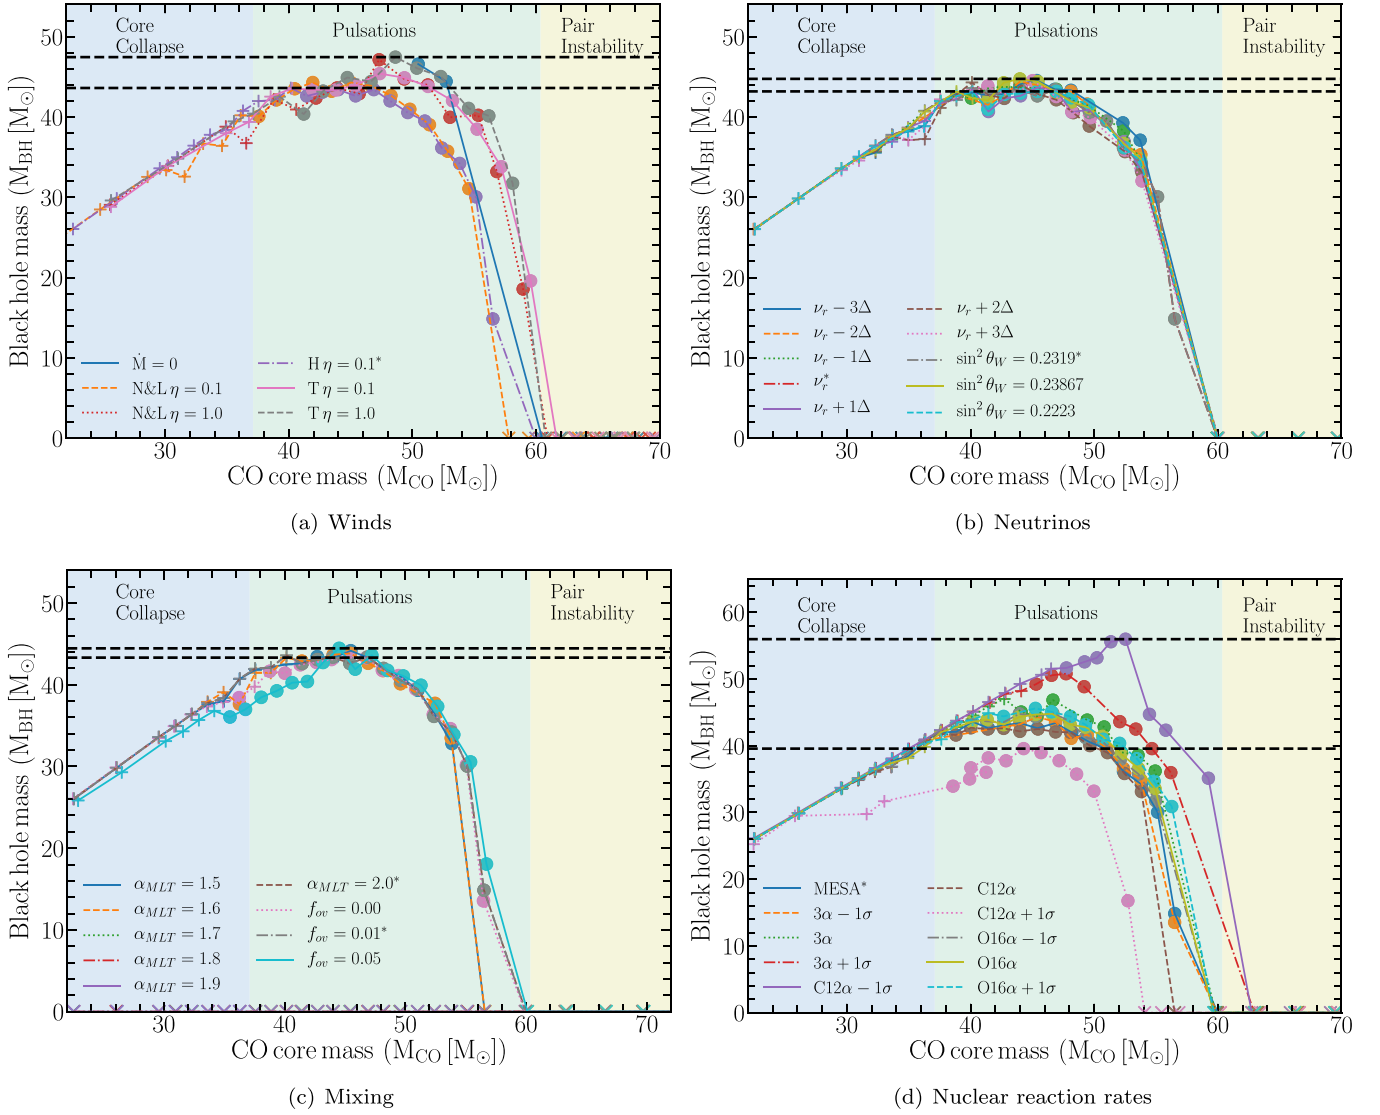 Core
Collapse
Pulsations
Pair
Instability
50
40
30
20
10
0
Black hole mass (M_BH [M_⊙])
Ṁ = 0
N&L η = 0.1
N&L η = 1.0
H η = 0.1*
T η = 0.1
T η = 1.0
30 40 50 60 70
CO core mass (M_CO [M_⊙])
(a) Winds
Core
Collapse
Pulsations
Pair
Instability
50
40
30
20
10
0
Black hole mass (M_BH [M_⊙])
ν_r − 3Δ
ν_r − 2Δ
ν_r − 1Δ
ν_r*
ν_r + 1Δ
ν_r + 2Δ
ν_r + 3Δ
sin² θ_W = 0.2319*
sin² θ_W = 0.23867
sin² θ_W = 0.2223
30 40 50 60 70
CO core mass (M_CO [M_⊙])
(b) Neutrinos
Core
Collapse
Pulsations
Pair
Instability
50
40
30
20
10
0
Black hole mass (M_BH [M_⊙])
α_MLT = 1.5
α_MLT = 1.6
α_MLT = 1.7
α_MLT = 1.8
α_MLT = 1.9
α_MLT = 2.0*
f_ov = 0.00
f_ov = 0.01*
f_ov = 0.05
30 40 50 60 70
CO core mass (M_CO [M_⊙])
(c) Mixing
Core
Collapse
Pulsations
Pair
Instability
60
50
40
30
20
10
0
Black hole mass (M_BH [M_⊙])
MESA*
3α − 1σ
3α
3α + 1σ
C12α − 1σ
C12α
C12α + 1σ
O16α − 1σ
O16α
O16α + 1σ
30 40 50 60 70
CO core mass (M_CO [M_⊙])
(d) Nuclear reaction rates